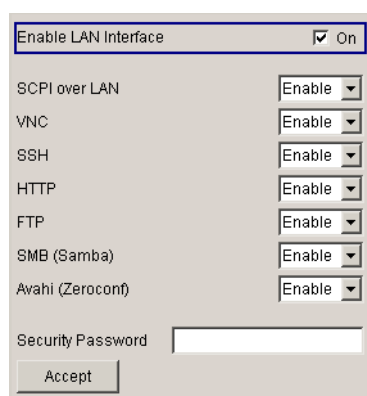 Enable LAN Interface On
SCPI over LAN Enable
VNC Enable
SSH Enable
HTTP Enable
FTP Enable
SMB (Samba) Enable
Avahi (Zeroconf) Enable
Security Password
Accept